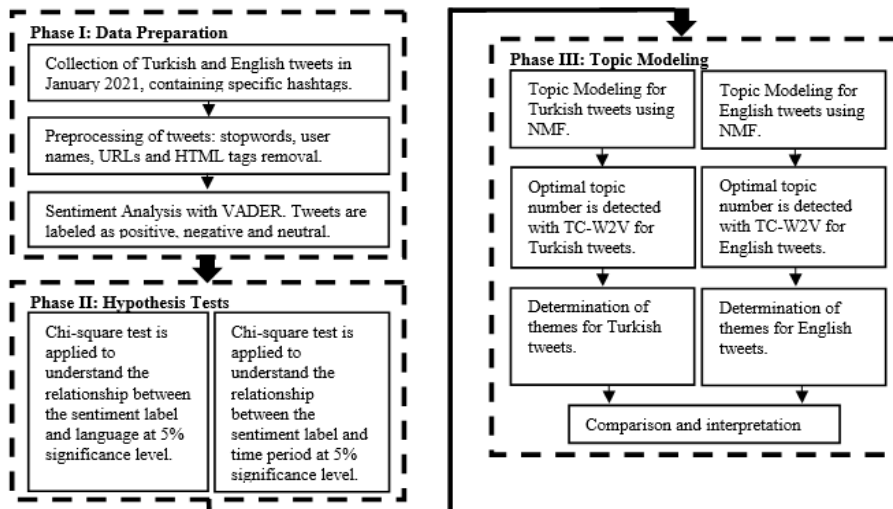 Phase I: Data Preparation
Collection of Turkish and English tweets in
January 2021, containing specific hashtags.
Preprocessing of tweets: stopwords, user
names, URLs and HTML tags removal.
Sentiment Analysis with VADER. Tweets are
labeled as positive, negative and neutral.
Phase II: Hypothesis Tests
Chi-square test is
applied to
understand the
relationship between
the sentiment label
and language at 5%
significance level.
Chi-square test is
applied to
understand the
relationship
between the
sentiment label and
time period at 5%
significance level.
Phase III: Topic Modeling
Topic Modeling for
Turkish tweets using
NMF.
Topic Modeling for
English tweets using
NMF.
Optimal topic
number is detected
with TC-W2V for
Turkish tweets.
Optimal topic
number is detected
with TC-W2V for
English tweets.
Determination of
themes for Turkish
tweets.
Determination of
themes for English
tweets.
Comparison and interpretation